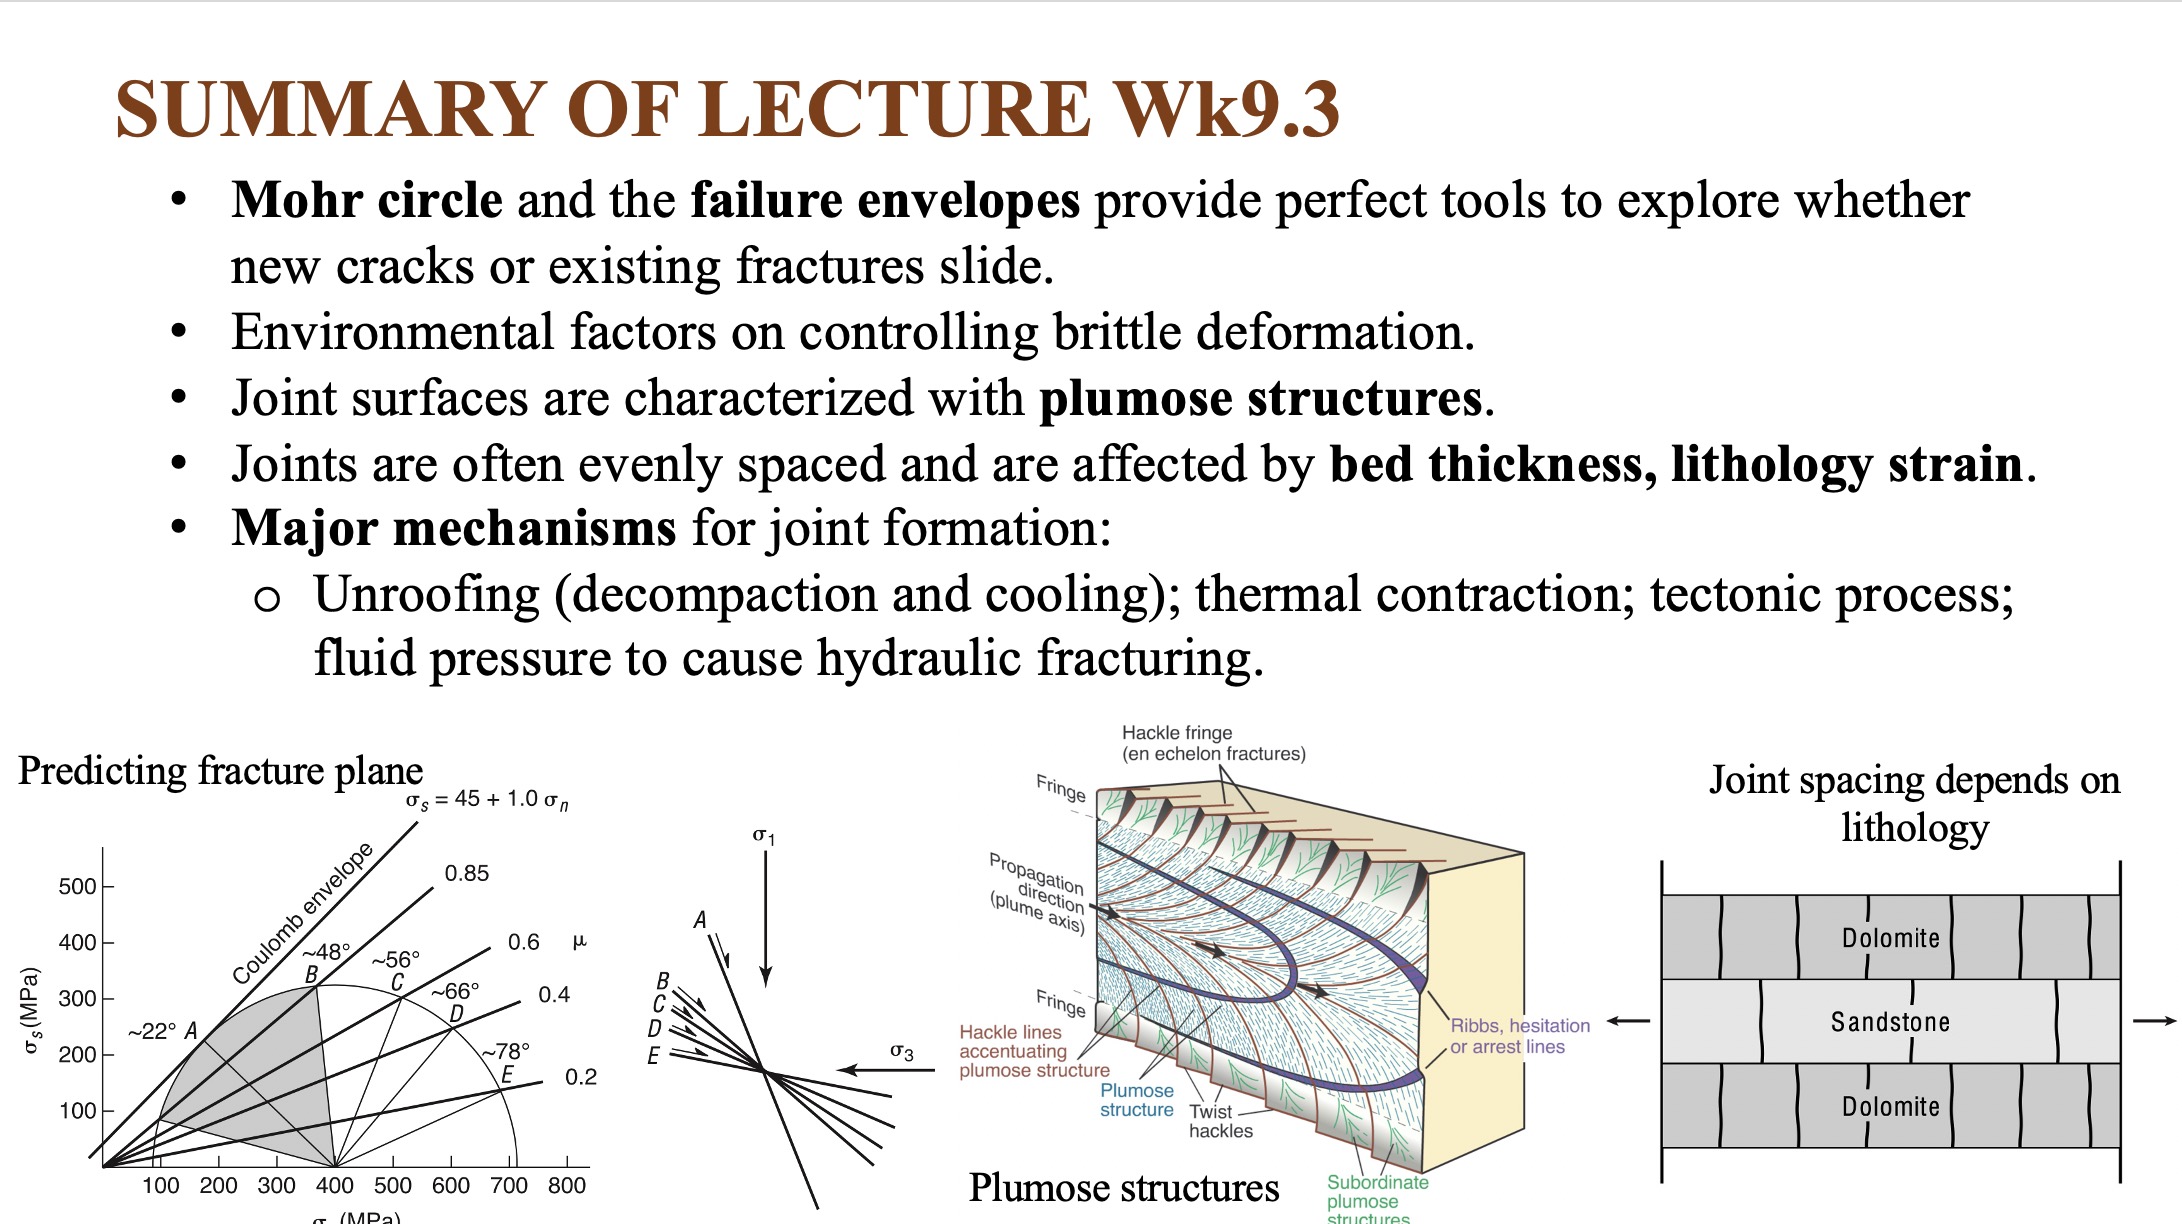 SUMMARY OF LECTURE Wk9.3
• Mohr circle and the failure envelopes provide perfect tools to explore whether
new cracks or existing fractures slide.
• Environmental factors on controlling brittle deformation.
• Joint surfaces are characterized with plumose structures.
• Joints are often evenly spaced and are affected by bed thickness, lithology strain.
• Major mechanisms for joint formation:
o Unroofing (decompaction and cooling); thermal contraction; tectonic process;
fluid pressure to cause hydraulic fracturing.
Predicting fracture plane
σs = 45 + 1.0 σn
Coulomb envelope
0.85
0.6 μ
0.4
0.2
~22° A
~48°
B
~56°
C
~66°
D
~78°
E
σs (MPa)
500
400
300
200
100
100 200 300 400 500 600 700 800
(MPa)
σ1
A
B
C
D
E
σ3
Hackle fringe
(en echelon fractures)
Fringe
Propagation
direction
(plume axis)
Fringe
Hackle lines
accentuating
plumose structure
Plumose
structure
Twist
hackles
Ribbs, hesitation
or arrest lines
Subordinate
plumose
structures
Plumose structures
Joint spacing depends on
lithology
Dolomite
Sandstone
Dolomite